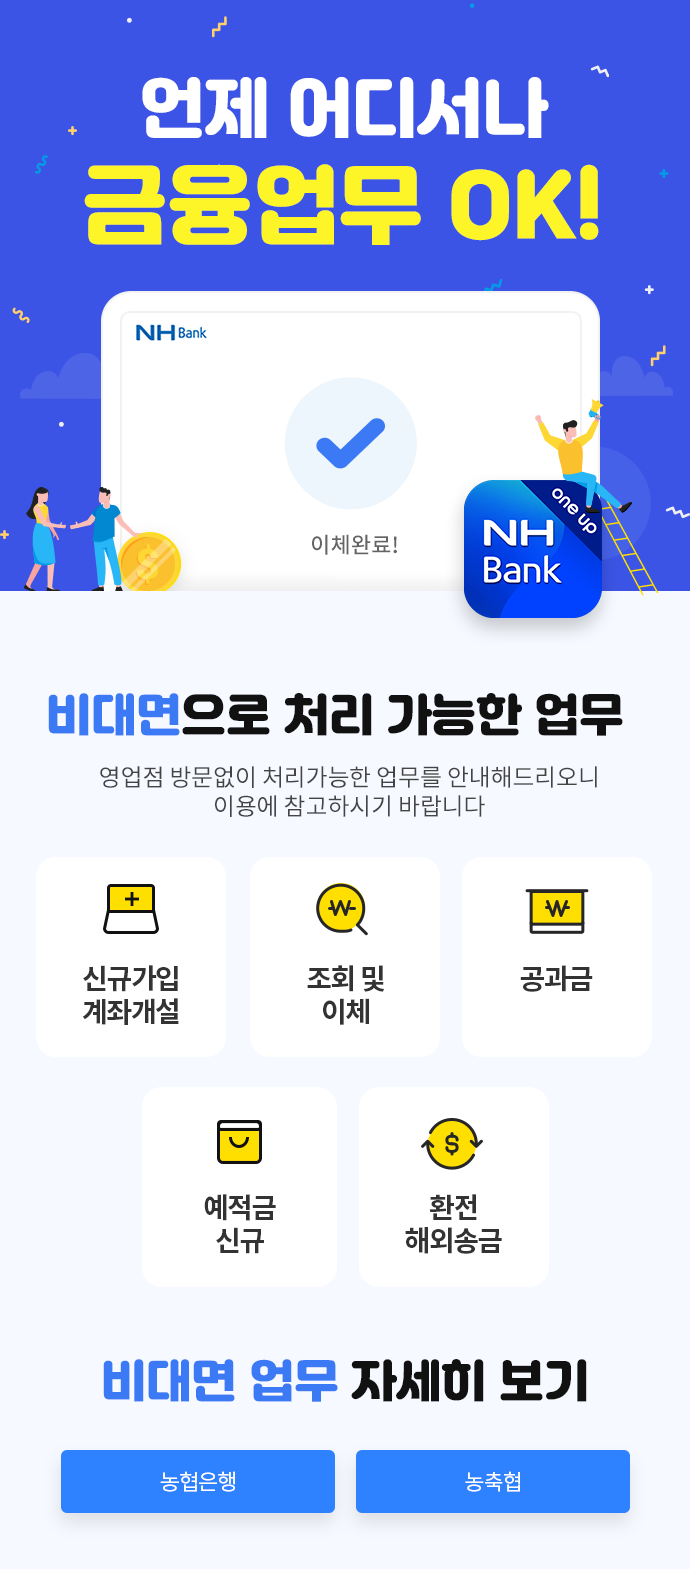 언제 어디서나
금융업무 OK!
NH Bank
이체완료!
one up
NH
Bank
비대면으로 처리 가능한 업무
영업점 방문없이 처리가능한 업무를 안내해드리오니
이용에 참고하시기 바랍니다
신규가입
계좌개설
조회 및
이체
공과금
예적금
신규
환전
해외송금
비대면 업무 자세히 보기
농협은행
농축협